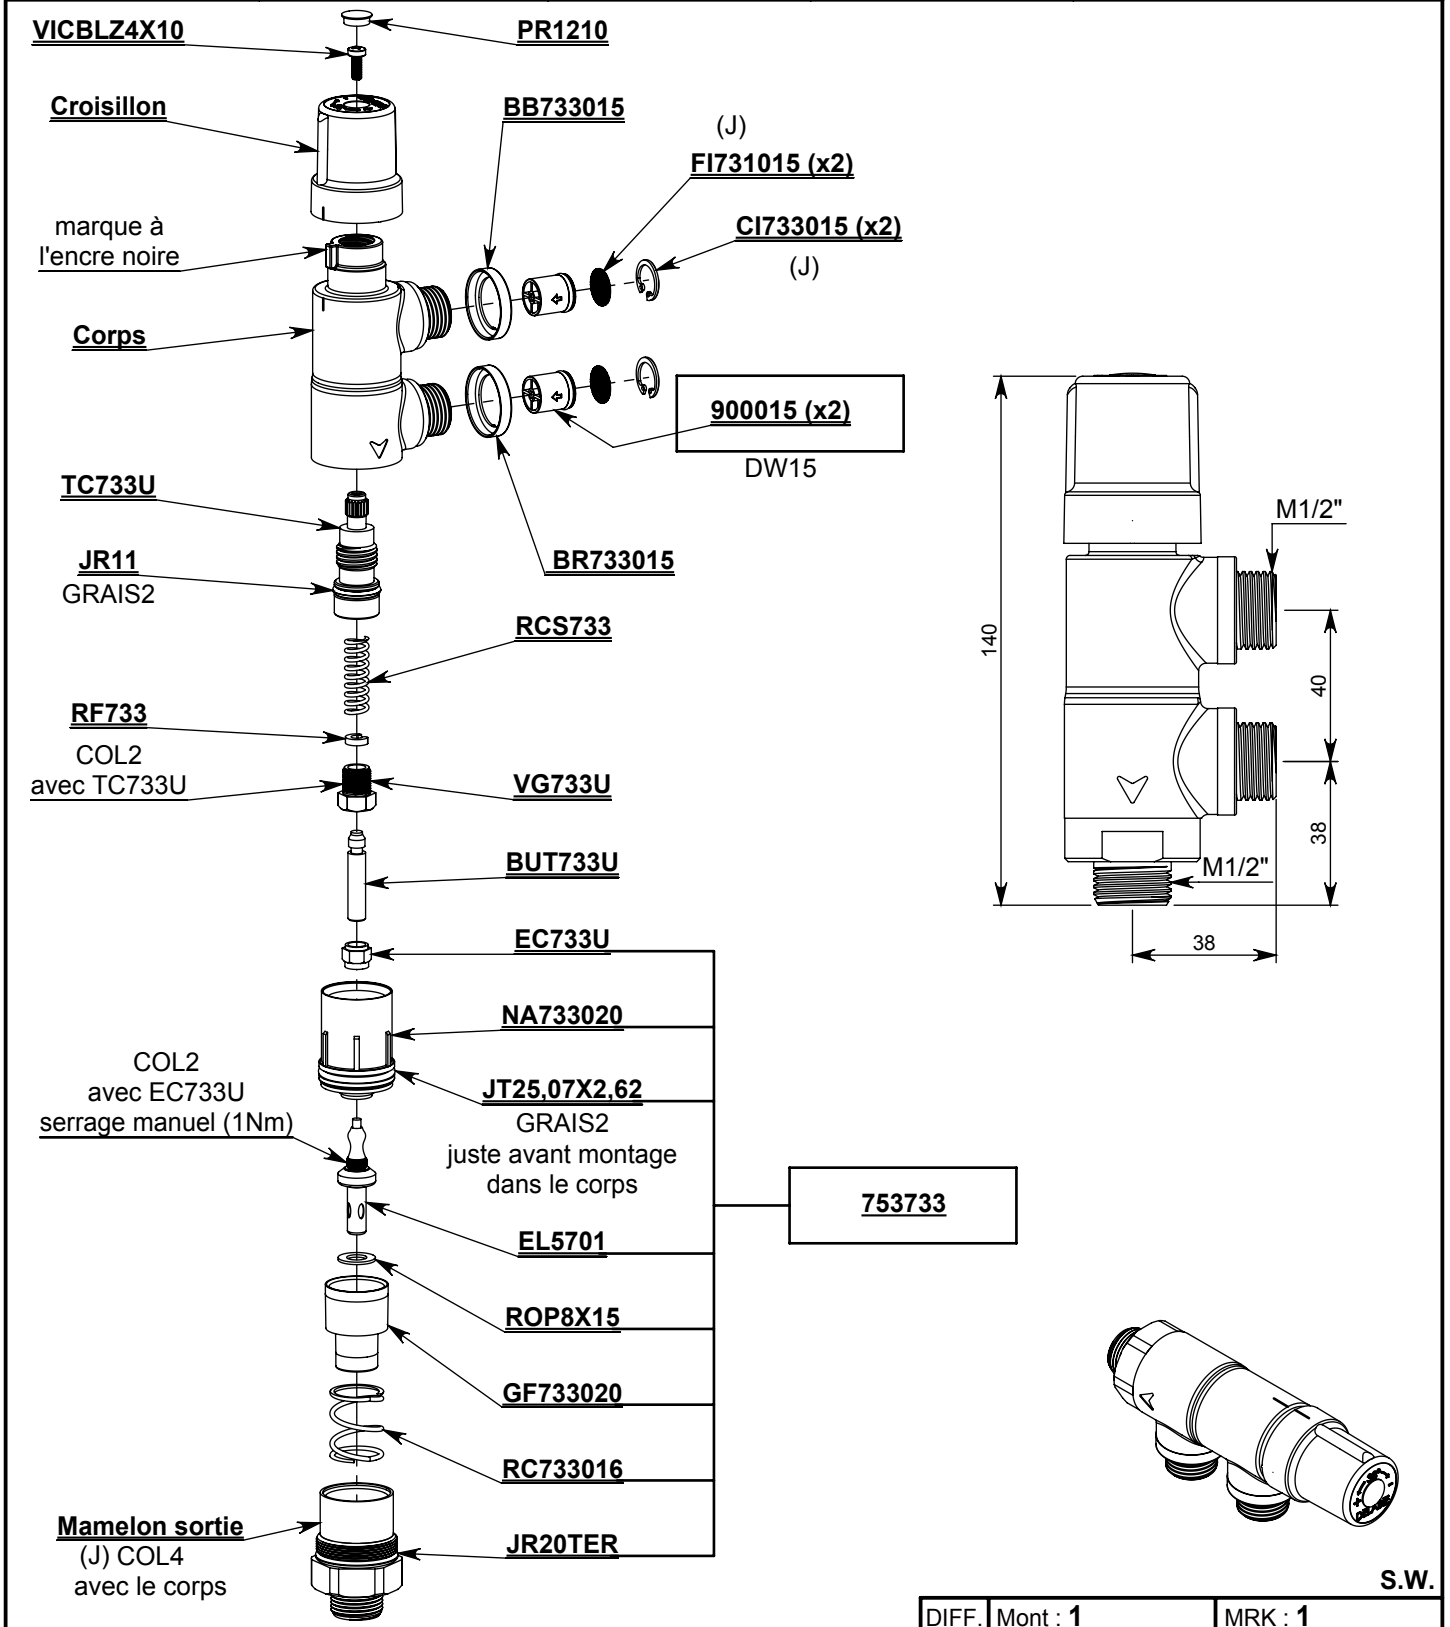 VICBLZ4X10
PR1210
Croisillon
BB733015
(J)
FI731015 (x2)
marque à
l'encre noire
CI733015 (x2)
(J)
Corps
900015 (x2)
DW15
TC733U
M1/2"
JR11
GRAIS2
BR733015
RCS733
140
40
RF733
COL2
avec TC733U
VG733U
38
BUT733U
M1/2"
EC733U
38
NA733020
COL2
avec EC733U
serrage manuel (1Nm)
JT25,07X2,62
GRAIS2
juste avant montage
dans le corps
753733
EL5701
ROP8X15
GF733020
RC733016
Mamelon sortie
(J) COL4
avec le corps
JR20TER
S.W.
DIFF.
Mont : 1
MRK : 1